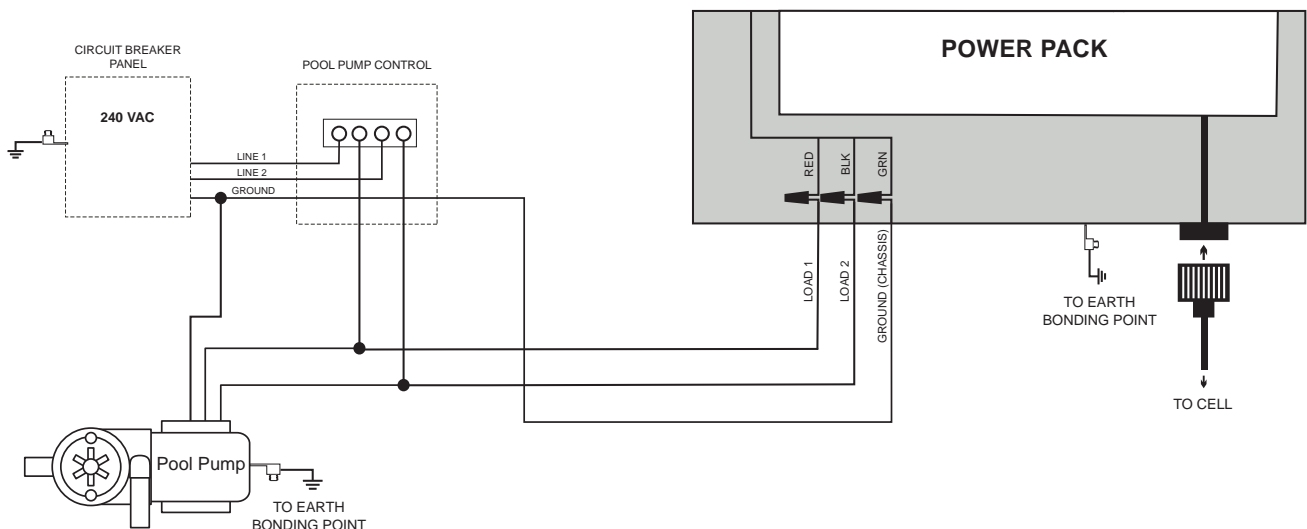 CIRCUIT BREAKER
PANEL
240 VAC
POOL PUMP CONTROL
LINE 1
LINE 2
GROUND
POWER PACK
RED
BLK
GRN
LOAD 1
LOAD 2
GROUND (CHASSIS)
TO EARTH
BONDING POINT
TO CELL
Pool Pump
TO EARTH
BONDING POINT